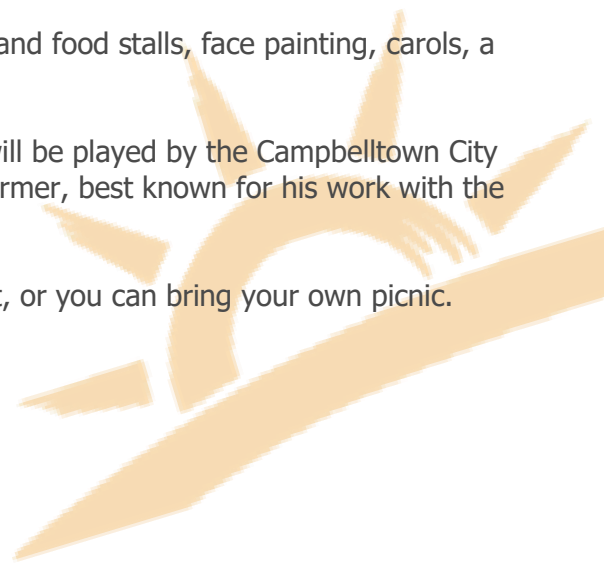 and food stalls, face painting, carols, a
will be played by the Campbelltown City
rmer, best known for his work with the
, or you can bring your own picnic.